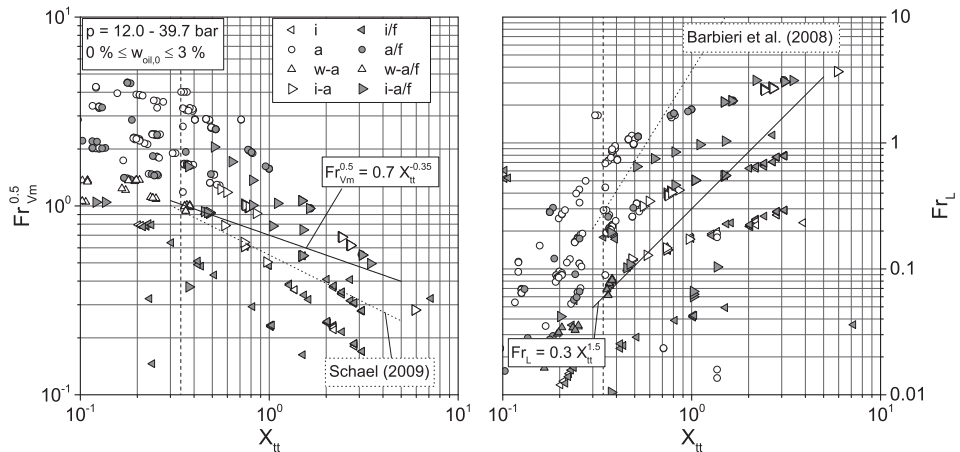 p = 12.0 - 39.7 bar
0 % ≤ w_oil,0 ≤ 3 %
i
i/f
a
a/f
w-a
w-a/f
i-a
i-a/f
Fr_Vm^0.5 = 0.7 X_tt^-0.35
Schael (2009)
Fr_Vm^0.5
10^1
10^0
10^-1
10^-1
10^0
10^1
X_tt
Barbieri et al. (2008)
Fr_L = 0.3 X_tt^1.5
10
1
0.1
0.01
Fr_L
10^-1
10^0
10^1
X_tt